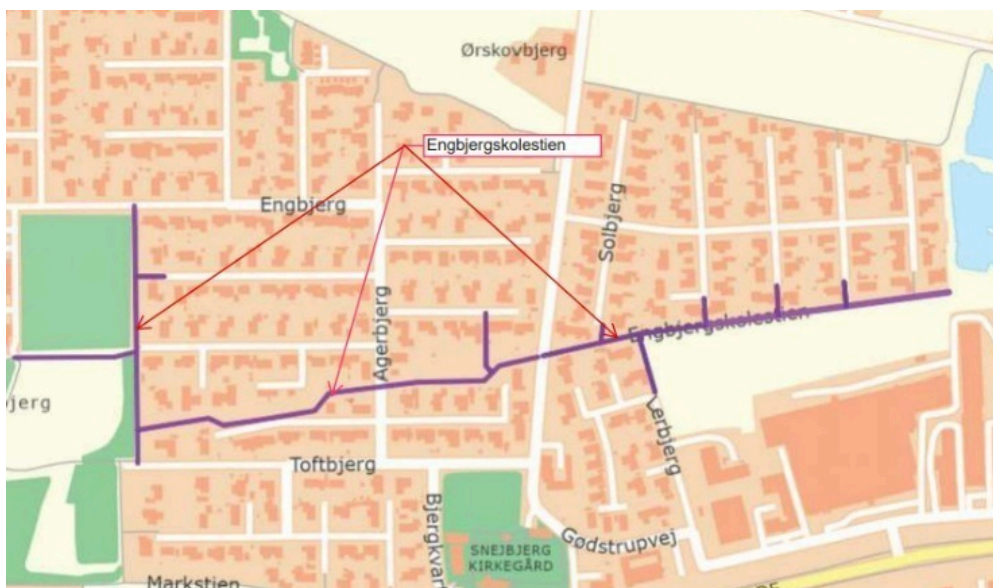 Ørskovbjerg
Engbjergskolestien
Engbjerg
Solbjerg
Agerbjerg
Engbjergskolestien
jerg
Lerbjerg
Toftbjerg
Bjergkvar
Gødstrupvej
SNEJBJERG
KIRKEGÅRD
Markstien